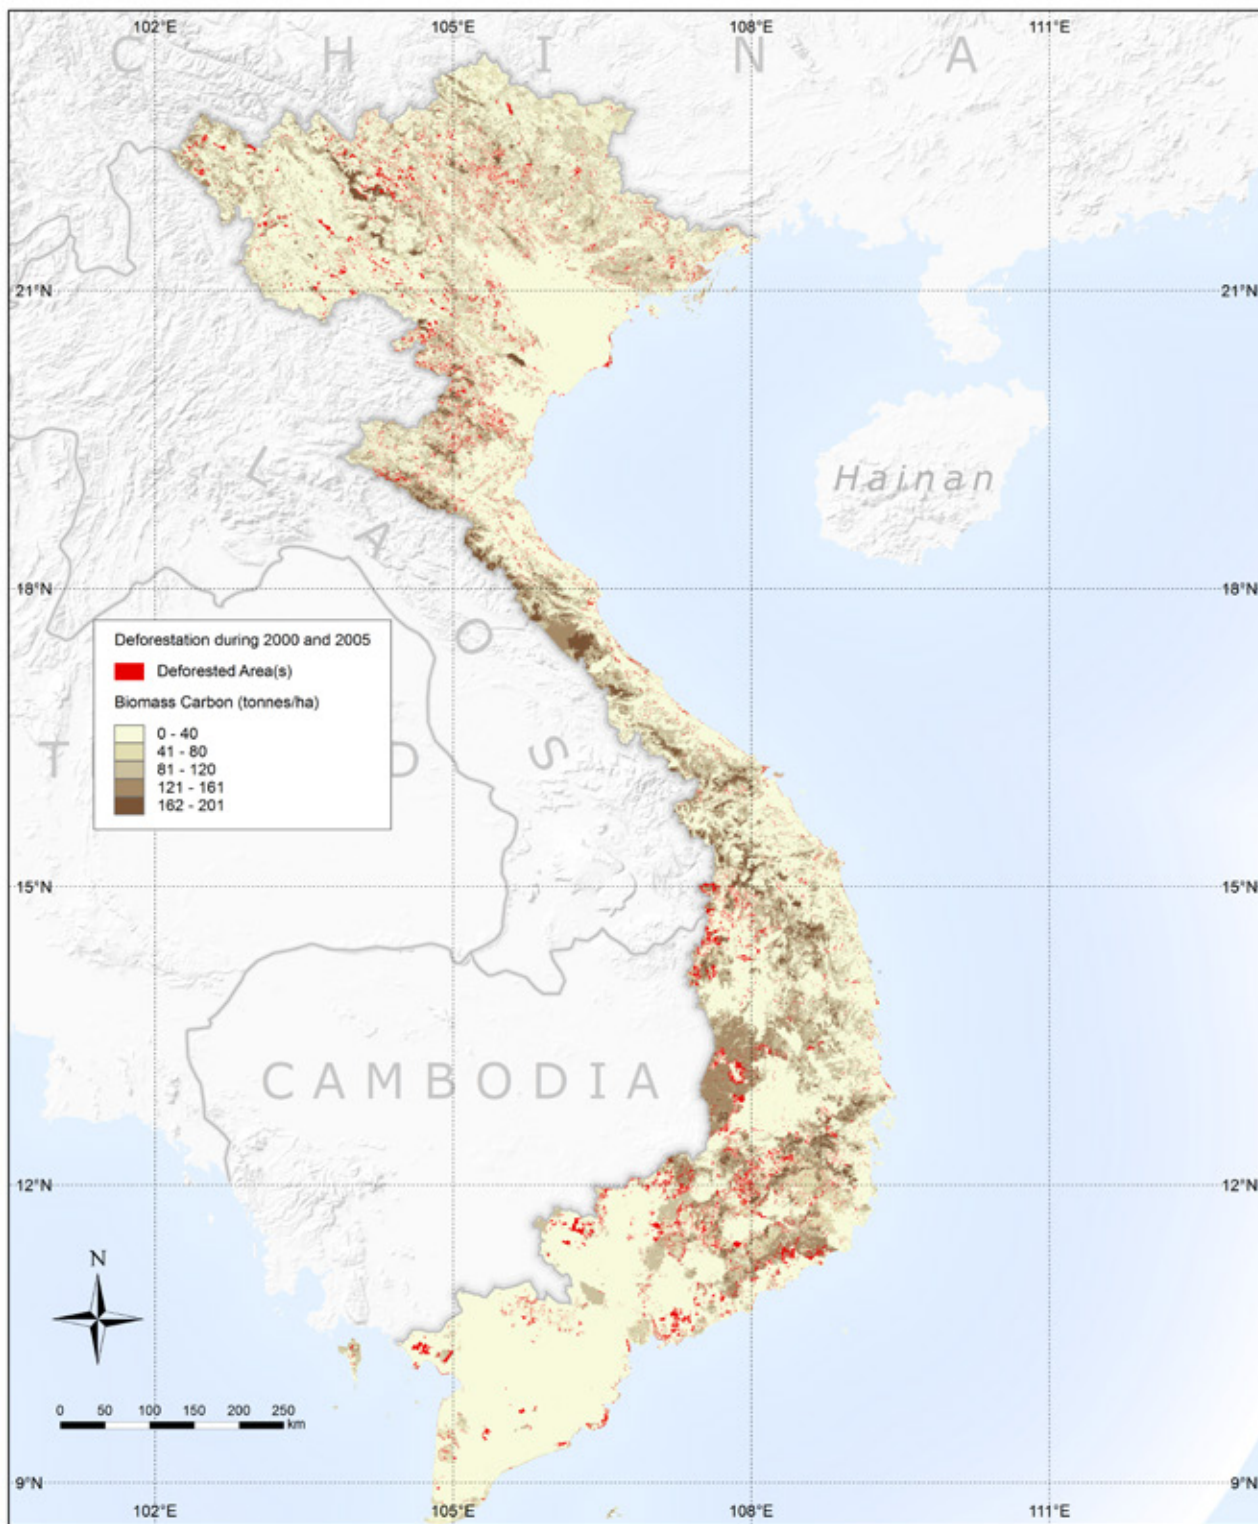 102°E 105°E 108°E 111°E
C H I N A
21°N 21°N
Hainan
L A O S
18°N 18°N
Deforestation during 2000 and 2005
Deforested Area(s)
Biomass Carbon (tonnes/ha)
0 - 40
41 - 80
T D
81 - 120
121 - 161
162 - 201
15°N 15°N
CAMBODIA
12°N 12°N
N
0 50 100 150 200 250
km
9°N 9°N
102°E 105°E 108°E 111°E